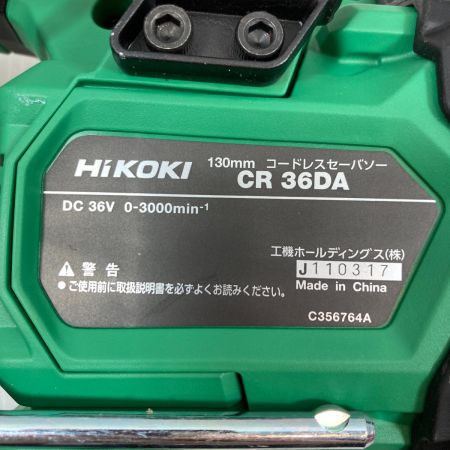 HiKOKI 130mm コードレスセーバソー
CR 36DA
DC 36V 0-3000min-1
工機ホールディングス(株)
⚠警告
J110317
●ご使用前に取扱説明書を必ずよくお読みください。
Made in China
C356764A